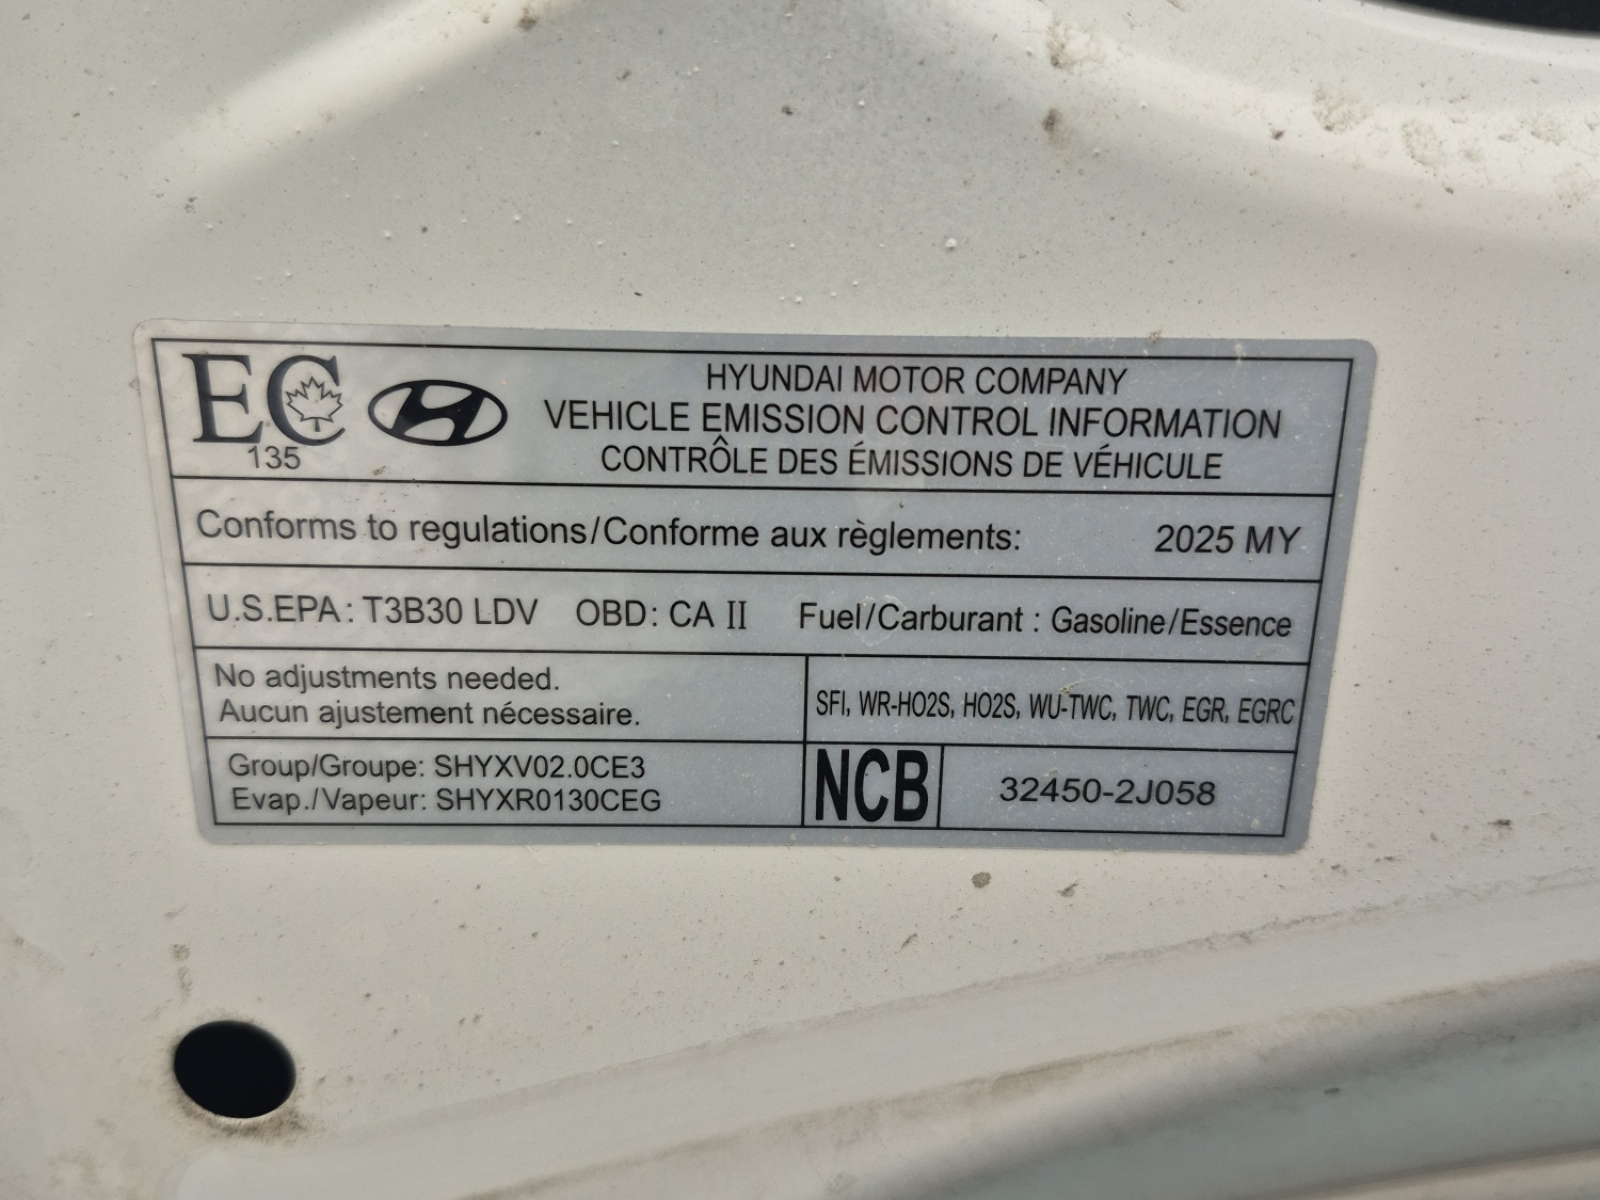 EC
135
HYUNDAI MOTOR COMPANY
VEHICLE EMISSION CONTROL INFORMATION
CONTRÔLE DES ÉMISSIONS DE VÉHICULE
Conforms to regulations/Conforme aux règlements: 2025 MY
U.S.EPA: T3B30 LDV OBD: CA II Fuel/Carburant : Gasoline/Essence
No adjustments needed.
Aucun ajustement nécessaire.
SFI, WR-HO2S, HO2S, WU-TWC, TWC, EGR, EGRC
Group/Groupe: SHYXV02.0CE3
Evap./Vapeur: SHYXR0130CEG
NCB
32450-2J058